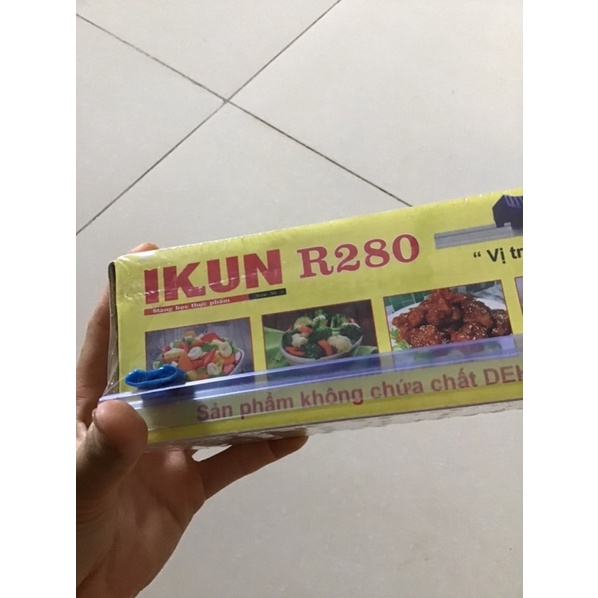 IKUN R280
Màng bọc thực phẩm
“ Vị tr
Sản phẩm không chứa chất DEH